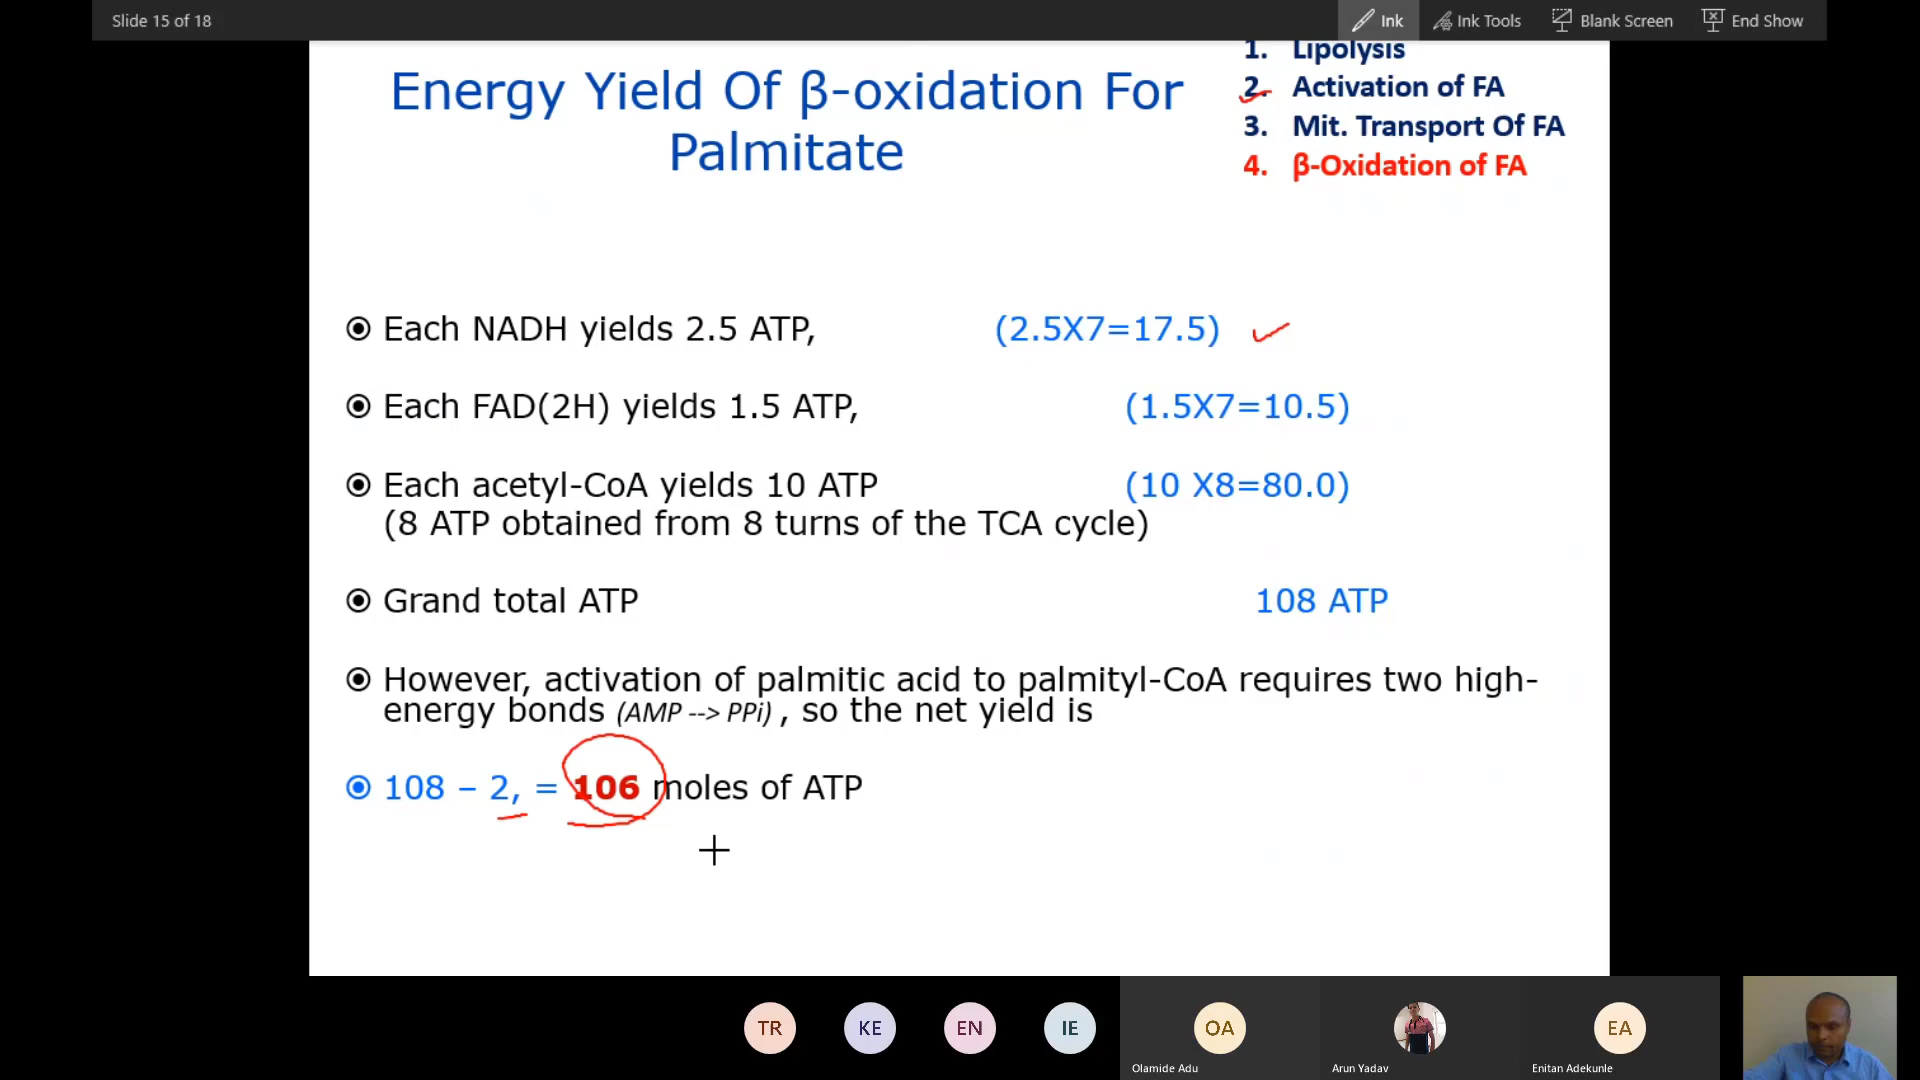 Slide 15 of 18
Ink
Ink Tools
Blank Screen
End Show
Energy Yield Of β-oxidation For
Palmitate
1. Lipolysis
2. Activation of FA
3. Mit. Transport Of FA
4. β-Oxidation of FA
Each NADH yields 2.5 ATP, (2.5X7=17.5)
Each FAD(2H) yields 1.5 ATP, (1.5X7=10.5)
Each acetyl-CoA yields 10 ATP (10 X8=80.0)
(8 ATP obtained from 8 turns of the TCA cycle)
Grand total ATP 108 ATP
However, activation of palmitic acid to palmityl-CoA requires two high-
energy bonds (AMP --> PPi) , so the net yield is
108 – 2, = 106 moles of ATP
TR
KE
EN
IE
OA
EA
Olamide Adu
Arun Yadav
Enitan Adekunle